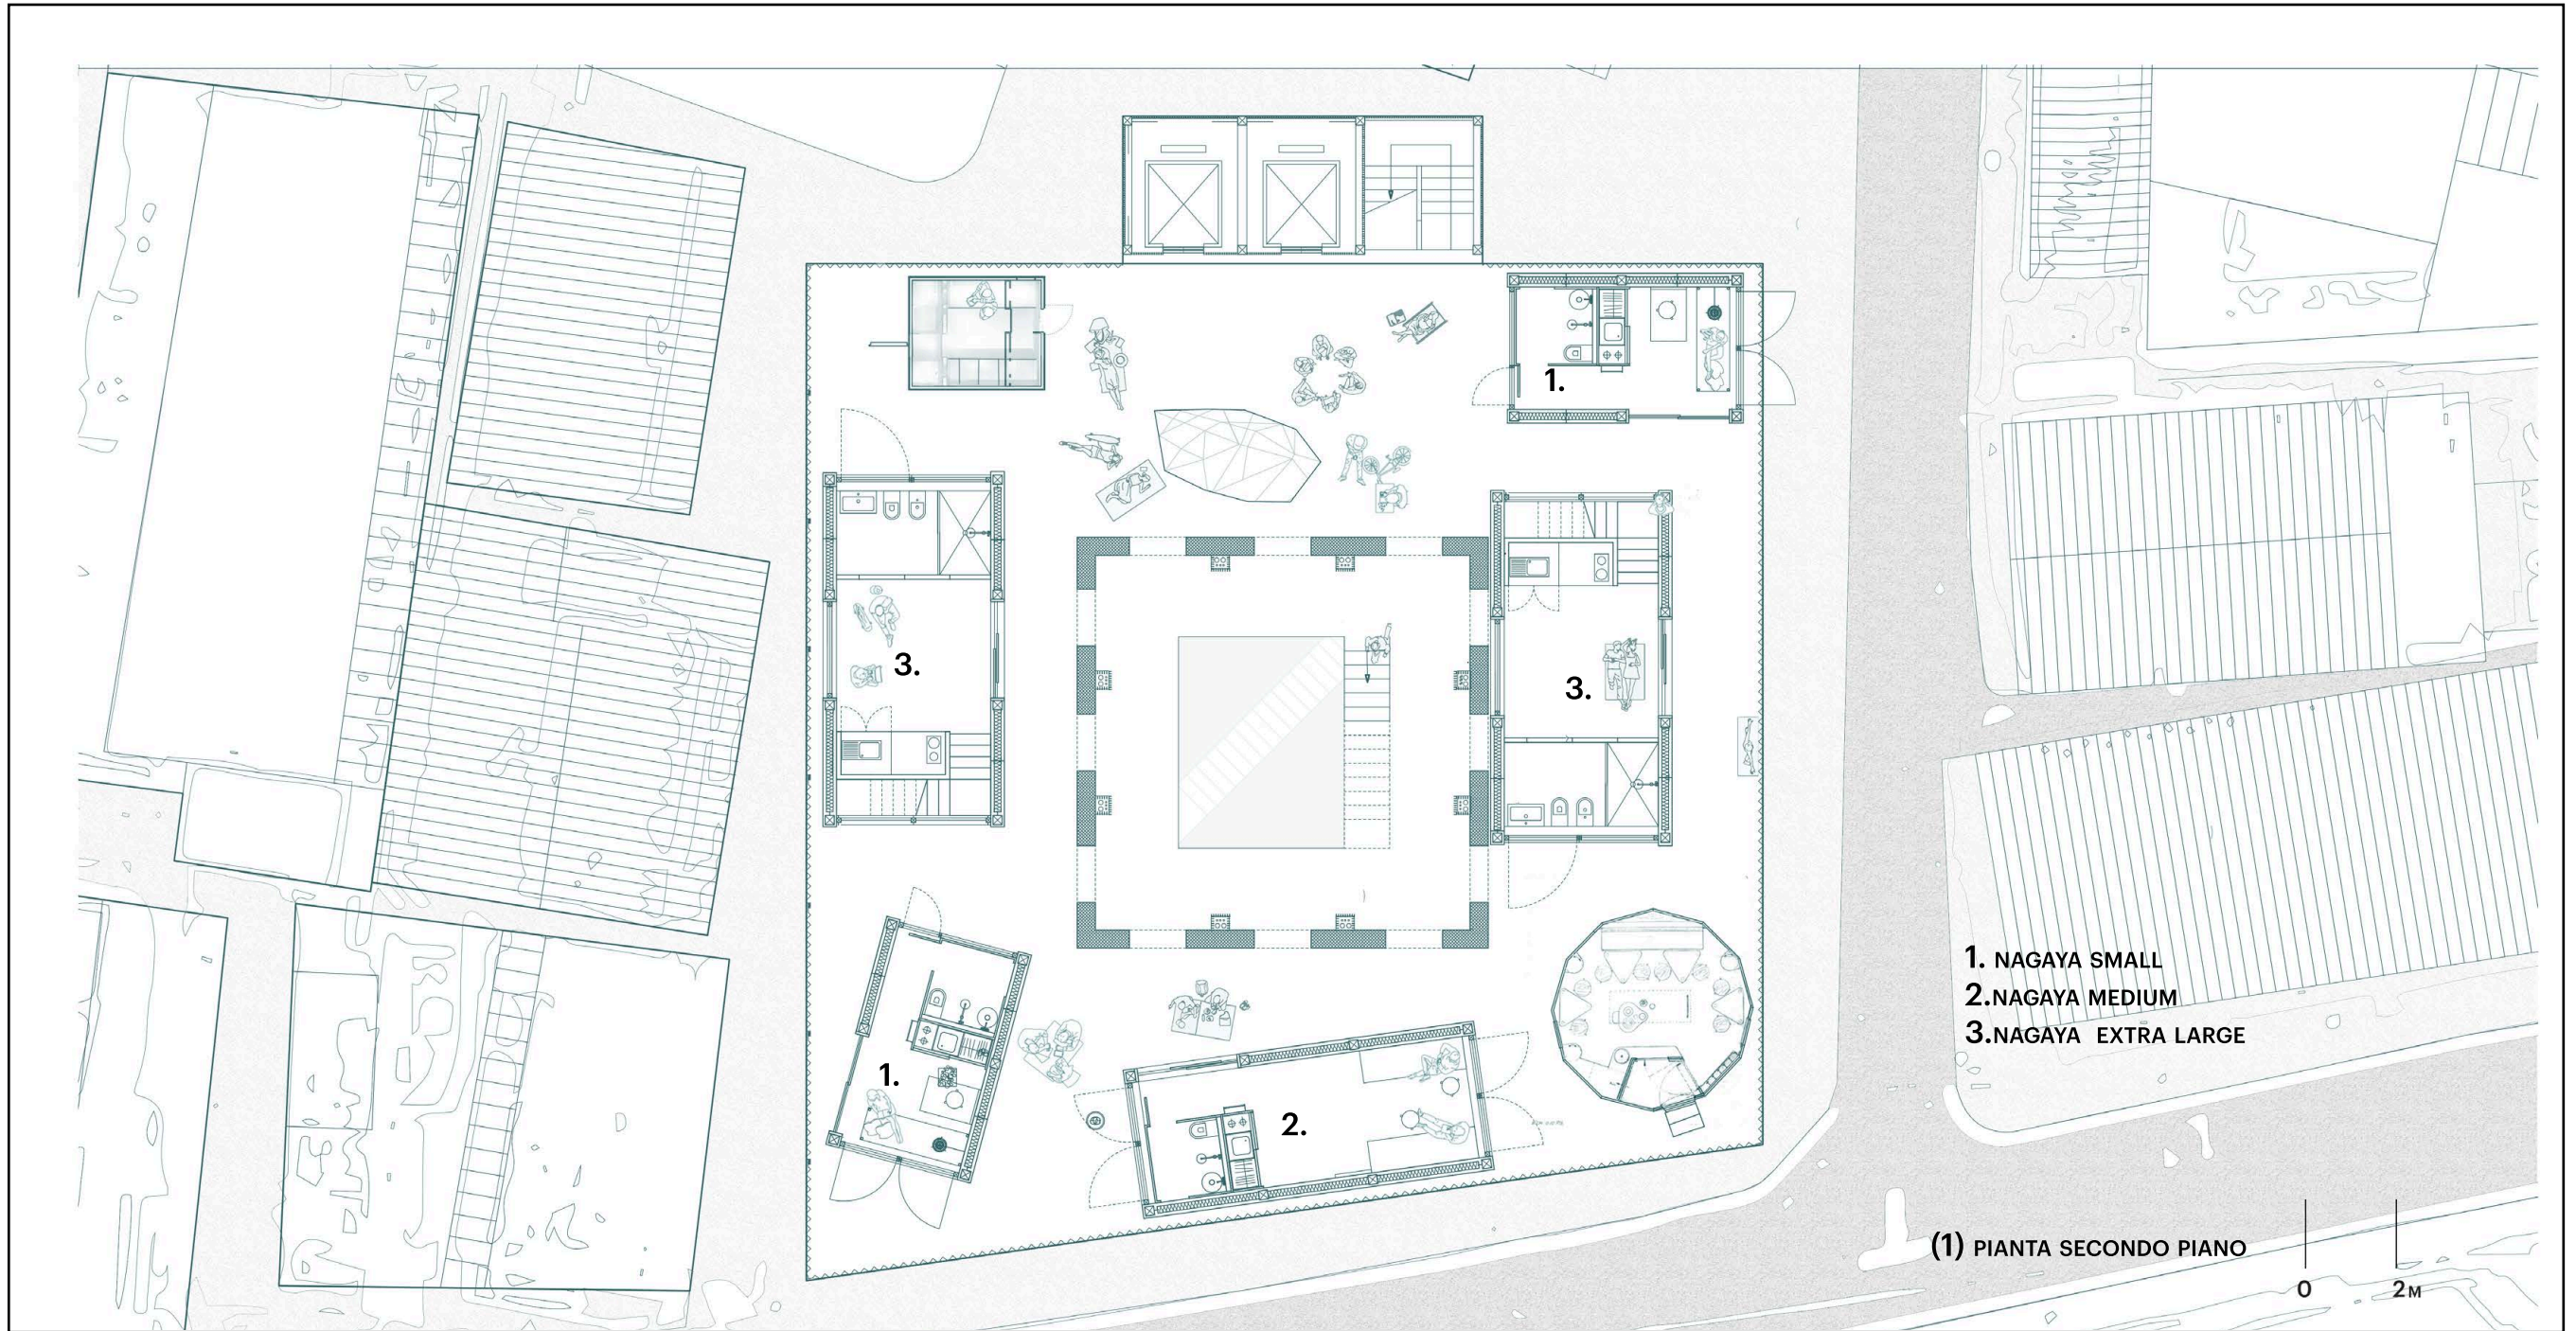 1.
3.
3.
1.
2.
1. NAGAYA SMALL
2.NAGAYA MEDIUM
3.NAGAYA EXTRA LARGE
(1) PIANTA SECONDO PIANO
0 2M